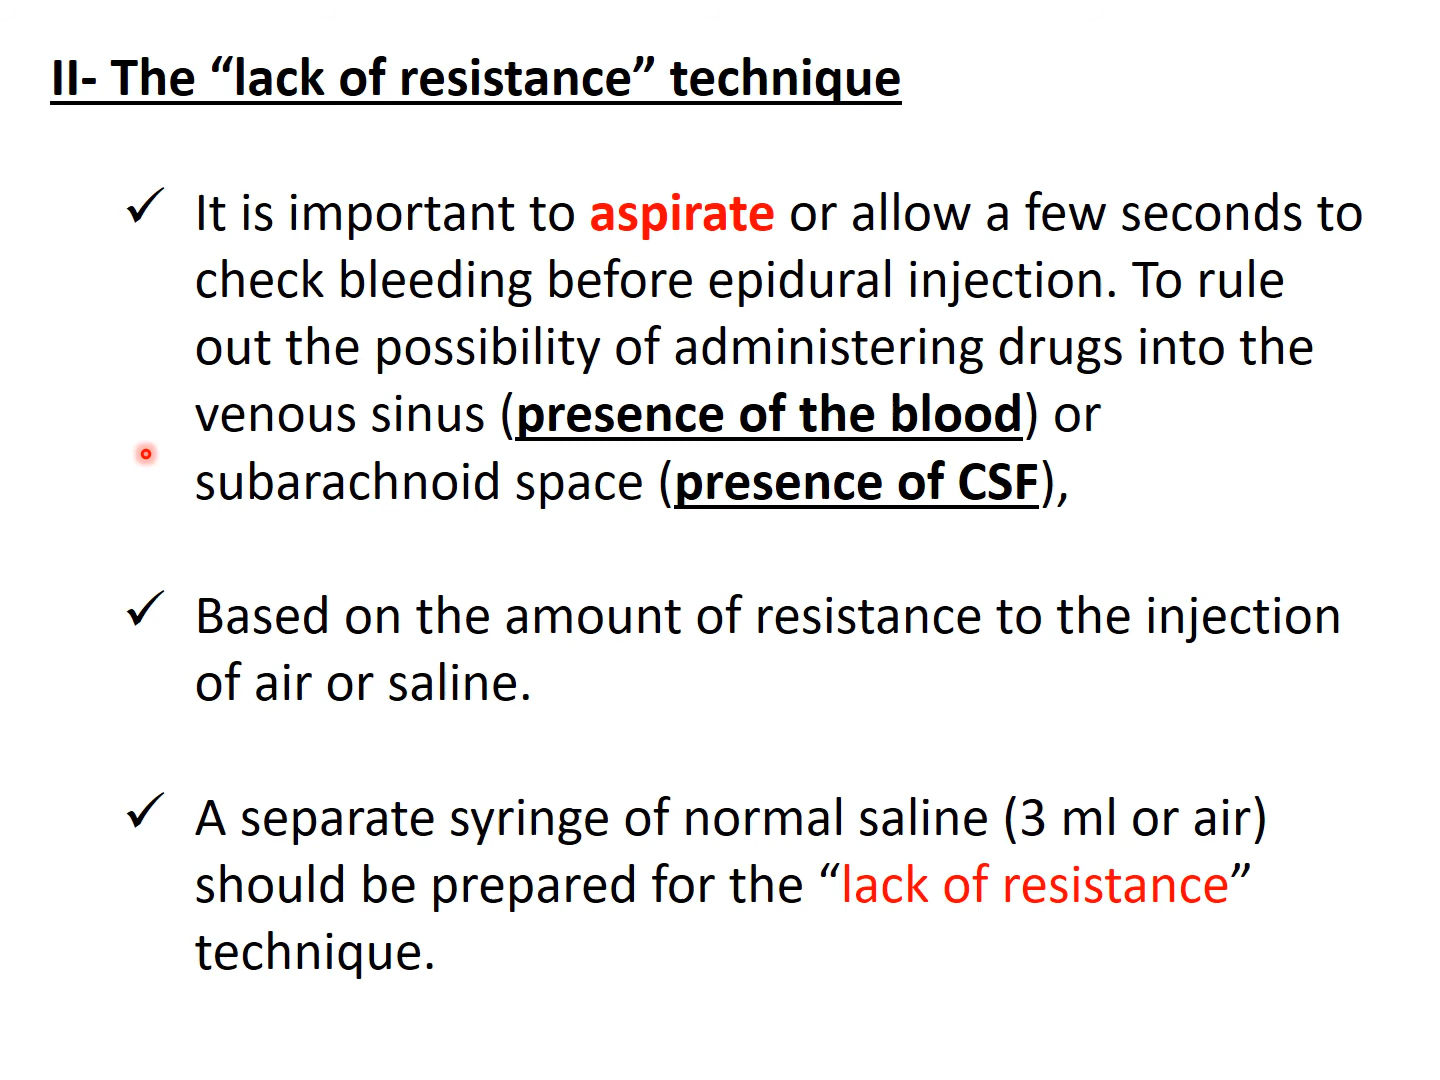 II- The “lack of resistance” technique
✓ It is important to aspirate or allow a few seconds to
check bleeding before epidural injection. To rule
out the possibility of administering drugs into the
venous sinus (presence of the blood) or
subarachnoid space (presence of CSF),
✓ Based on the amount of resistance to the injection
of air or saline.
✓ A separate syringe of normal saline (3 ml or air)
should be prepared for the “lack of resistance”
technique.